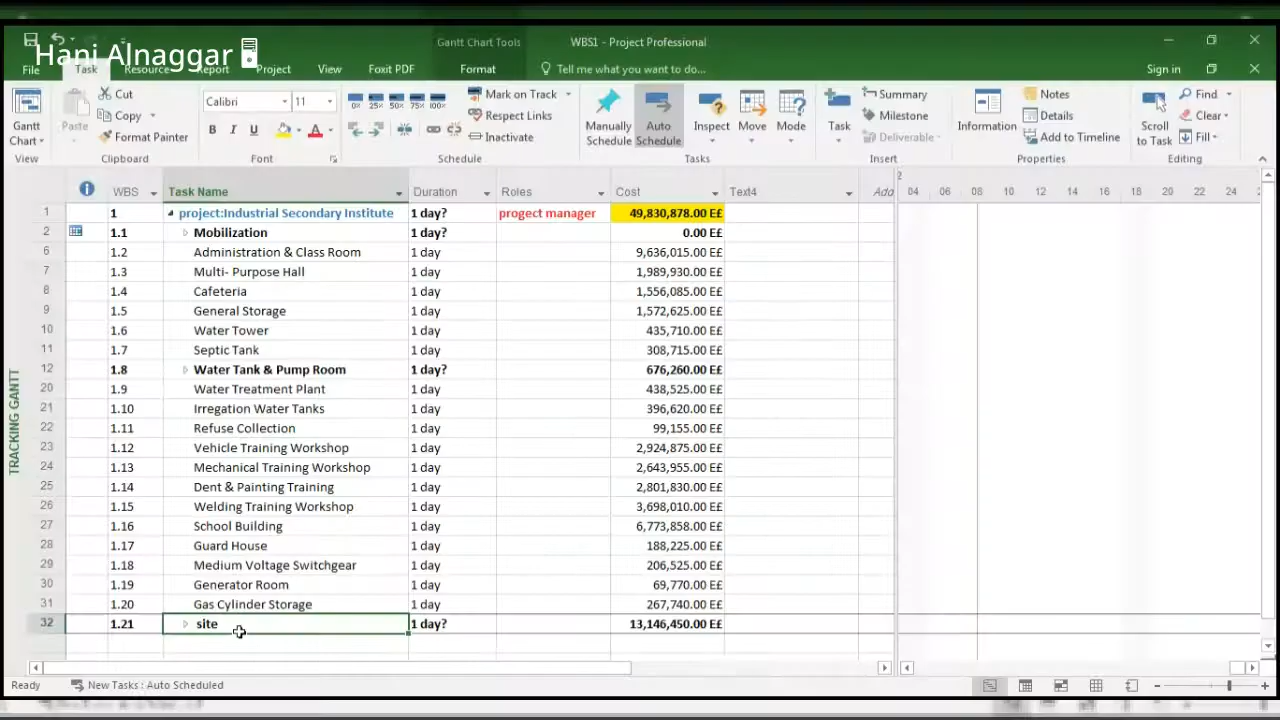 Hani Alnaggar
Gantt Chart Tools
WBS1 - Project Professional
File Task Resource Report Project View Foxit PDF Format Tell me what you want to do... Sign in
Gantt Chart
View
Paste
Cut
Copy
Format Painter
Clipboard
Calibri 11
B I U A
Font
0% 25% 50% 75% 100%
Mark on Track
Respect Links
Inactivate
Schedule
Manually Schedule
Auto Schedule
Inspect
Move
Mode
Tasks
Task
Summary
Milestone
Deliverable
Insert
Information
Notes
Details
Add to Timeline
Properties
Scroll to Task
Find
Clear
Fill
Editing
TRACKING GANTT
WBS Task Name Duration Roles Cost Text4 Add 2 04 06 08 10 12 14 16 18 20 22 2
1 1 project:Industrial Secondary Institute 1 day? progect manager 49,830,878.00 E£
2 1.1 Mobilization 1 day? 0.00 E£
6 1.2 Administration & Class Room 1 day 9,636,015.00 E£
7 1.3 Multi- Purpose Hall 1 day 1,989,930.00 E£
8 1.4 Cafeteria 1 day 1,556,085.00 E£
9 1.5 General Storage 1 day 1,572,625.00 E£
10 1.6 Water Tower 1 day 435,710.00 E£
11 1.7 Septic Tank 1 day 308,715.00 E£
12 1.8 Water Tank & Pump Room 1 day? 676,260.00 E£
20 1.9 Water Treatment Plant 1 day 438,525.00 E£
21 1.10 Irregation Water Tanks 1 day 396,620.00 E£
22 1.11 Refuse Collection 1 day 99,155.00 E£
23 1.12 Vehicle Training Workshop 1 day 2,924,875.00 E£
24 1.13 Mechanical Training Workshop 1 day 2,643,955.00 E£
25 1.14 Dent & Painting Training 1 day 2,801,830.00 E£
26 1.15 Welding Training Workshop 1 day 3,698,010.00 E£
27 1.16 School Building 1 day 6,773,858.00 E£
28 1.17 Guard House 1 day 188,225.00 E£
29 1.18 Medium Voltage Switchgear 1 day 206,525.00 E£
30 1.19 Generator Room 1 day 69,770.00 E£
31 1.20 Gas Cylinder Storage 1 day 267,740.00 E£
32 1.21 site 1 day? 13,146,450.00 E£
Ready New Tasks : Auto Scheduled